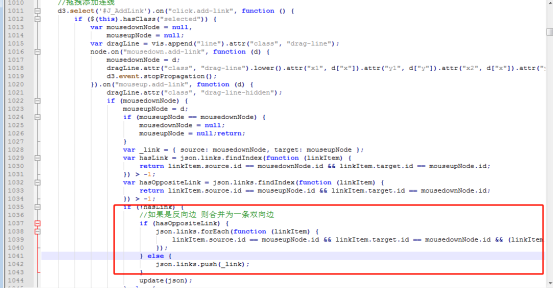 1010 //拖拽添加连线
1011 d3.select('#J_AddLink').on("click.add-link", function () {
1012 if ($(this).hasClass("selected")) {
1013 var mousedownNode = null,
1014 mouseupNode = null;
1015 var dragLine = vis.append("line").attr("class", "drag-line");
1016 node.on("mousedown.add-link", function (d) {
1017 mousedownNode = d;
1018 dragLine.attr("class", "drag-line").lower().attr("x1", d["x"]).attr("y1", d["y"]).attr("x2", d["x"]).attr(
1019 d3.event.stopPropagation();
1020 }).on("mouseup.add-link", function (d) {
1021 dragLine.attr("class", "drag-line-hidden");
1022 if (mousedownNode) {
1023 mouseupNode = d;
1024 if (mouseupNode == mousedownNode) {
1025 mousedownNode = null;
1026 mouseupNode = null;return;
1027 }
1028 var _link = { source: mousedownNode, target: mouseupNode };
1029 var hasLink = json.links.findIndex(function (linkItem) {
1030 return linkItem.source.id == mousedownNode.id && linkItem.target.id == mouseupNode.id;
1031 }) > -1;
1032 var hasOppositeLink = json.links.findIndex(function (linkItem) {
1033 return linkItem.source.id == mouseupNode.id && linkItem.target.id == mousedownNode.id;
1034 }) > -1;
1035 if (!hasLink) {
1036 //如果是反向边 则合并为一条双向边
1037 if (hasOppositeLink) {
1038 json.links.forEach(function (linkItem) {
1039 linkItem.source.id == mouseupNode.id && linkItem.target.id == mousedownNode.id && (linkItem
1040 });
1041 } else {
1042 json.links.push(_link);
1043 }
1044 update(json);